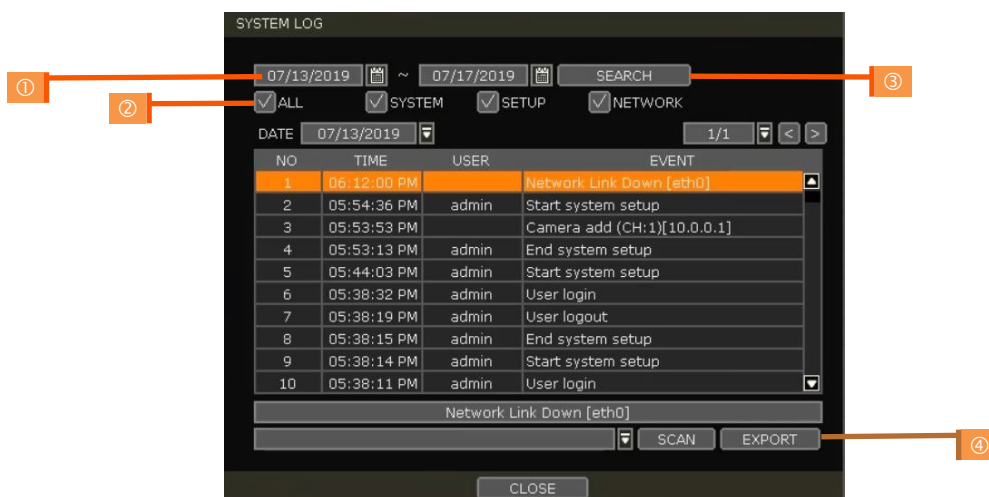 SYSTEM LOG
① 07/13/2019 ~ 07/17/2019 SEARCH ③
② ALL SYSTEM SETUP NETWORK
DATE 07/13/2019 1/1 < >
NO TIME USER EVENT
1 06:12:00 PM Network Link Down [eth0]
2 05:54:36 PM admin Start system setup
3 05:53:53 PM Camera add (CH:1)[10.0.0.1]
4 05:53:13 PM admin End system setup
5 05:44:03 PM admin Start system setup
6 05:38:32 PM admin User login
7 05:38:19 PM admin User logout
8 05:38:15 PM admin End system setup
9 05:38:14 PM admin Start system setup
10 05:38:11 PM admin User login
Network Link Down [eth0]
SCAN EXPORT ④
CLOSE